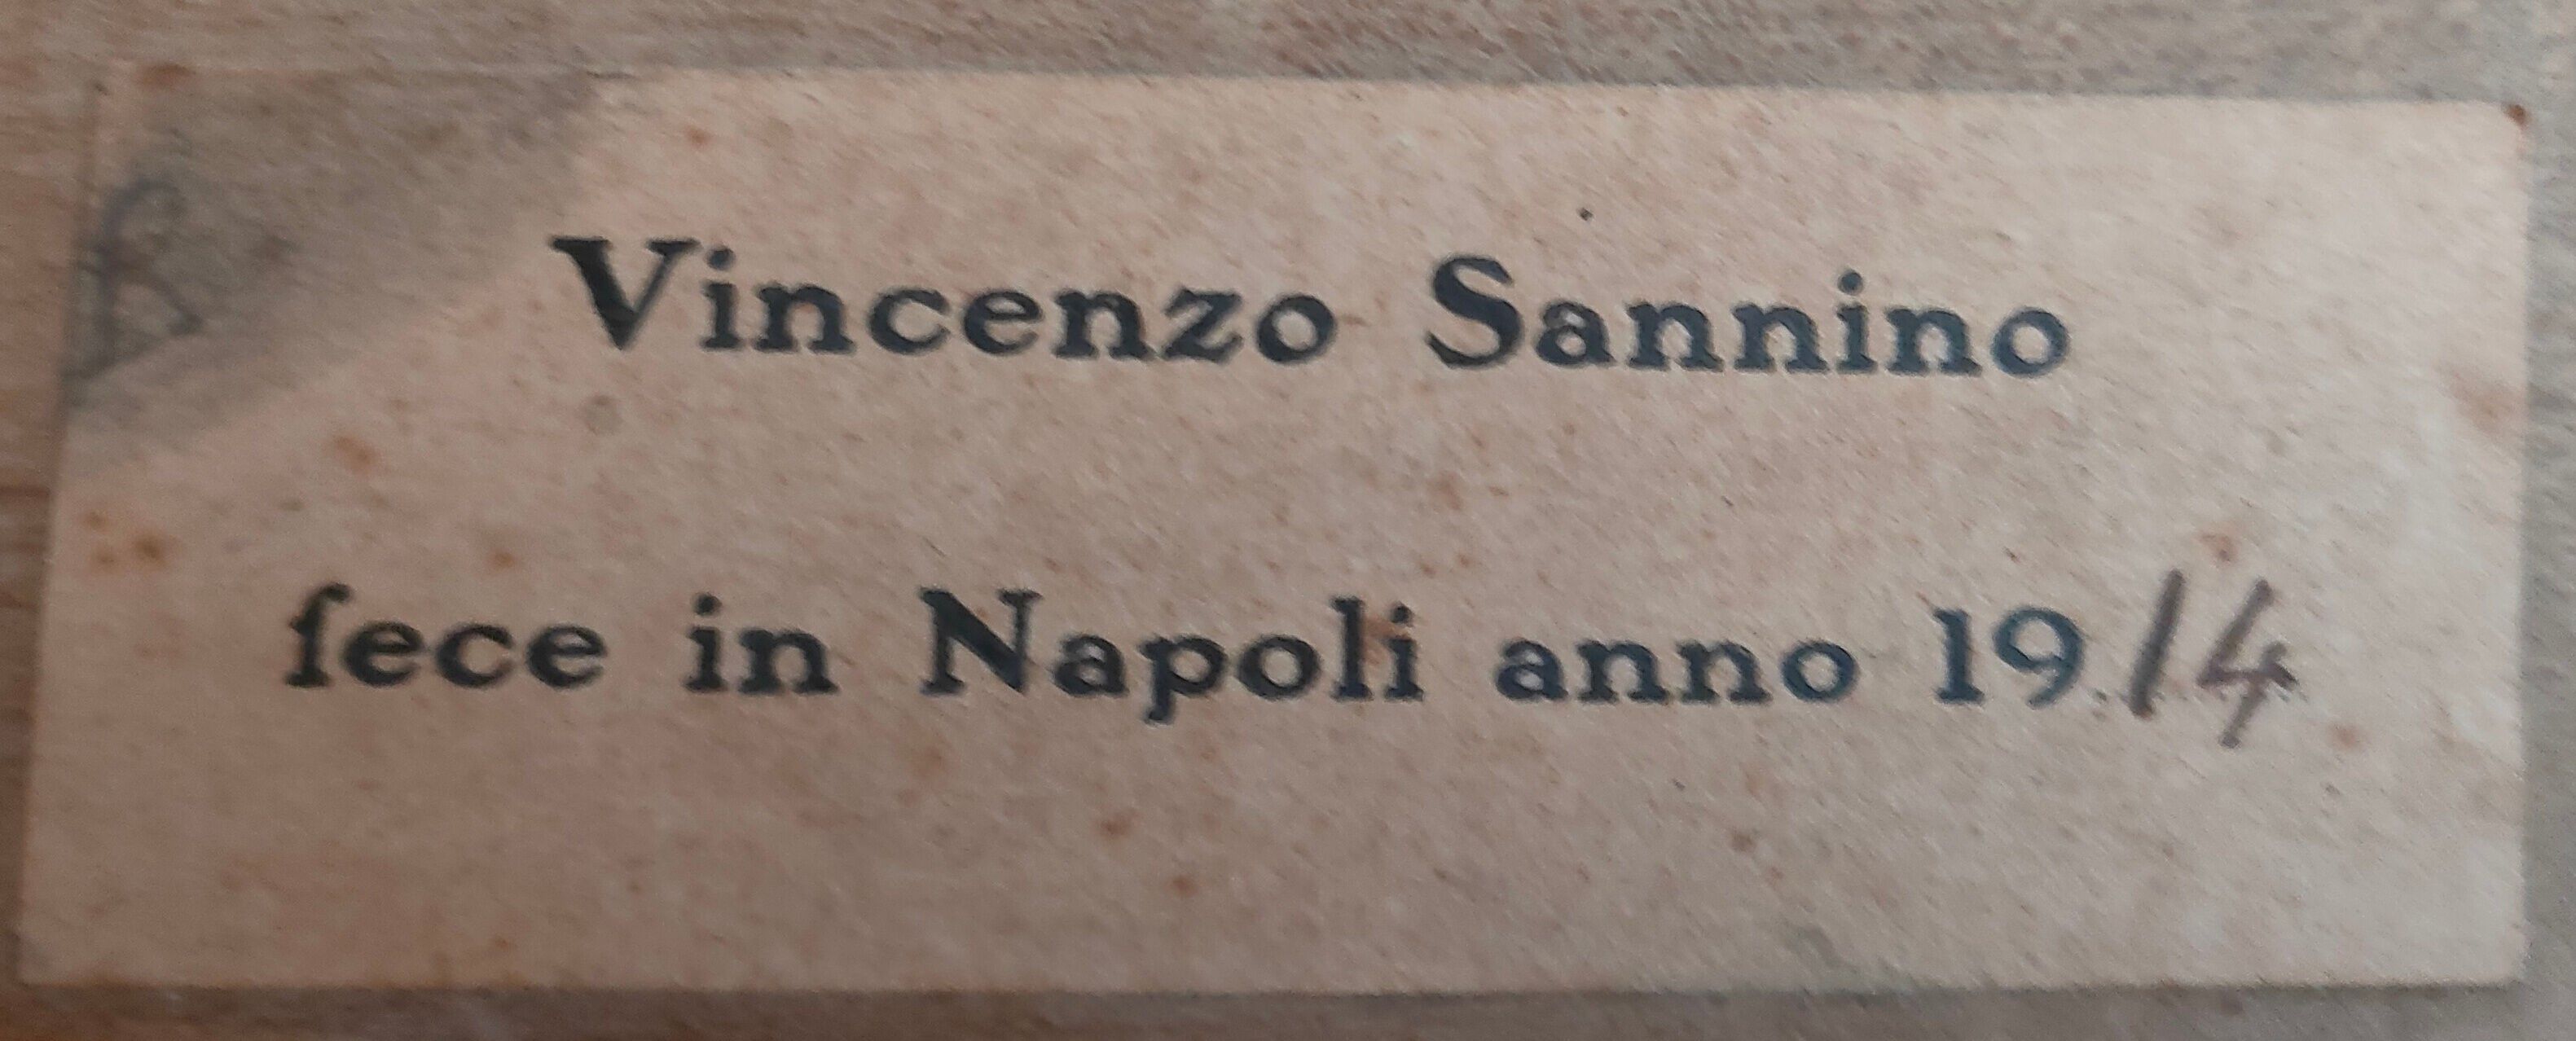 Vincenzo Sannino
fece in Napoli anno 1914